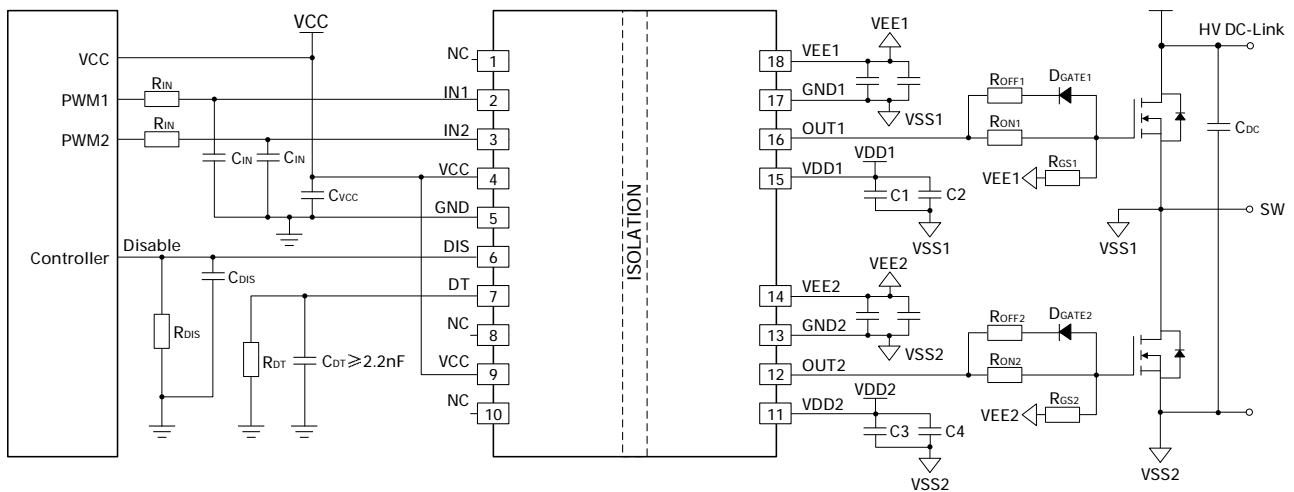 VCC
VCC
PWM1
PWM2
Controller
RIN
RIN
CIN
CIN
CVCC
Disable
CDIS
RDIS
RDT
CDT⩾2.2nF
NC
1
IN1
2
IN2
3
VCC
4
GND
5
DIS
6
DT
7
NC
8
VCC
9
NC
10
ISOLATION
18
VEE1
17
GND1
16
OUT1
15
VDD1
14
VEE2
13
GND2
12
OUT2
11
VDD2
VEE1
VSS1
VDD1
C1
C2
VSS1
VEE2
VSS2
VDD2
C3
C4
VSS2
ROFF1
DGATE1
RON1
RGS1
VEE1
VSS1
ROFF2
DGATE2
RON2
RGS2
VEE2
VSS2
HV DC-Link
CDC
SW